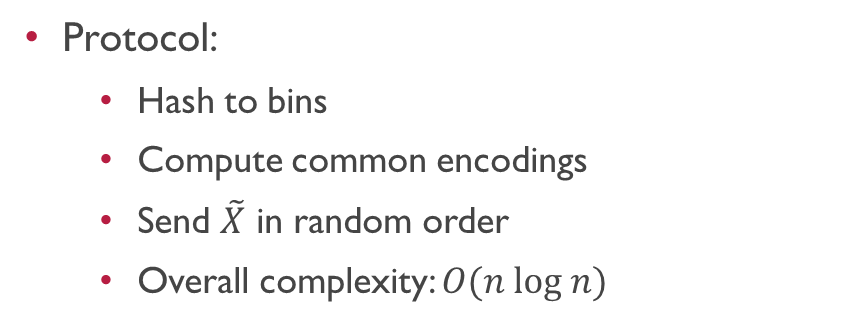 • Protocol:
• Hash to bins
• Compute common encodings
• Send X̃ in random order
• Overall complexity: O(n log n)